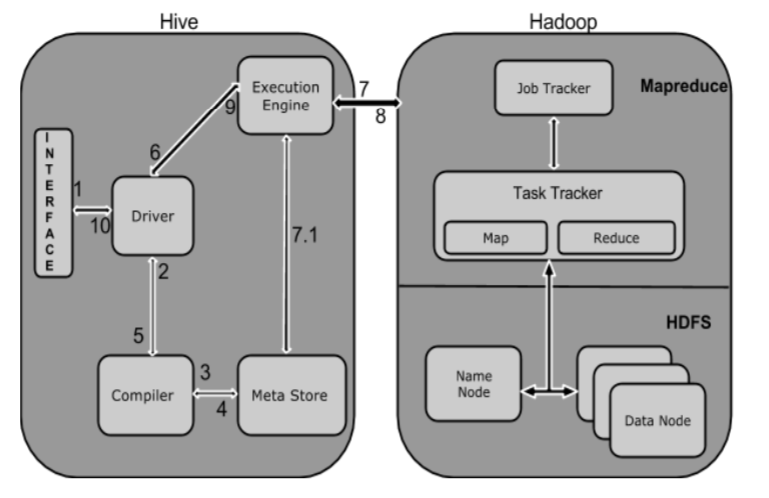 Hive
Hadoop
Execution
Engine
7
8
Job Tracker
Mapreduce
9
6
INTERFACE
1
10
Driver
Task Tracker
Map
Reduce
7.1
2
5
HDFS
Compiler
3
4
Meta Store
Name
Node
Data Node